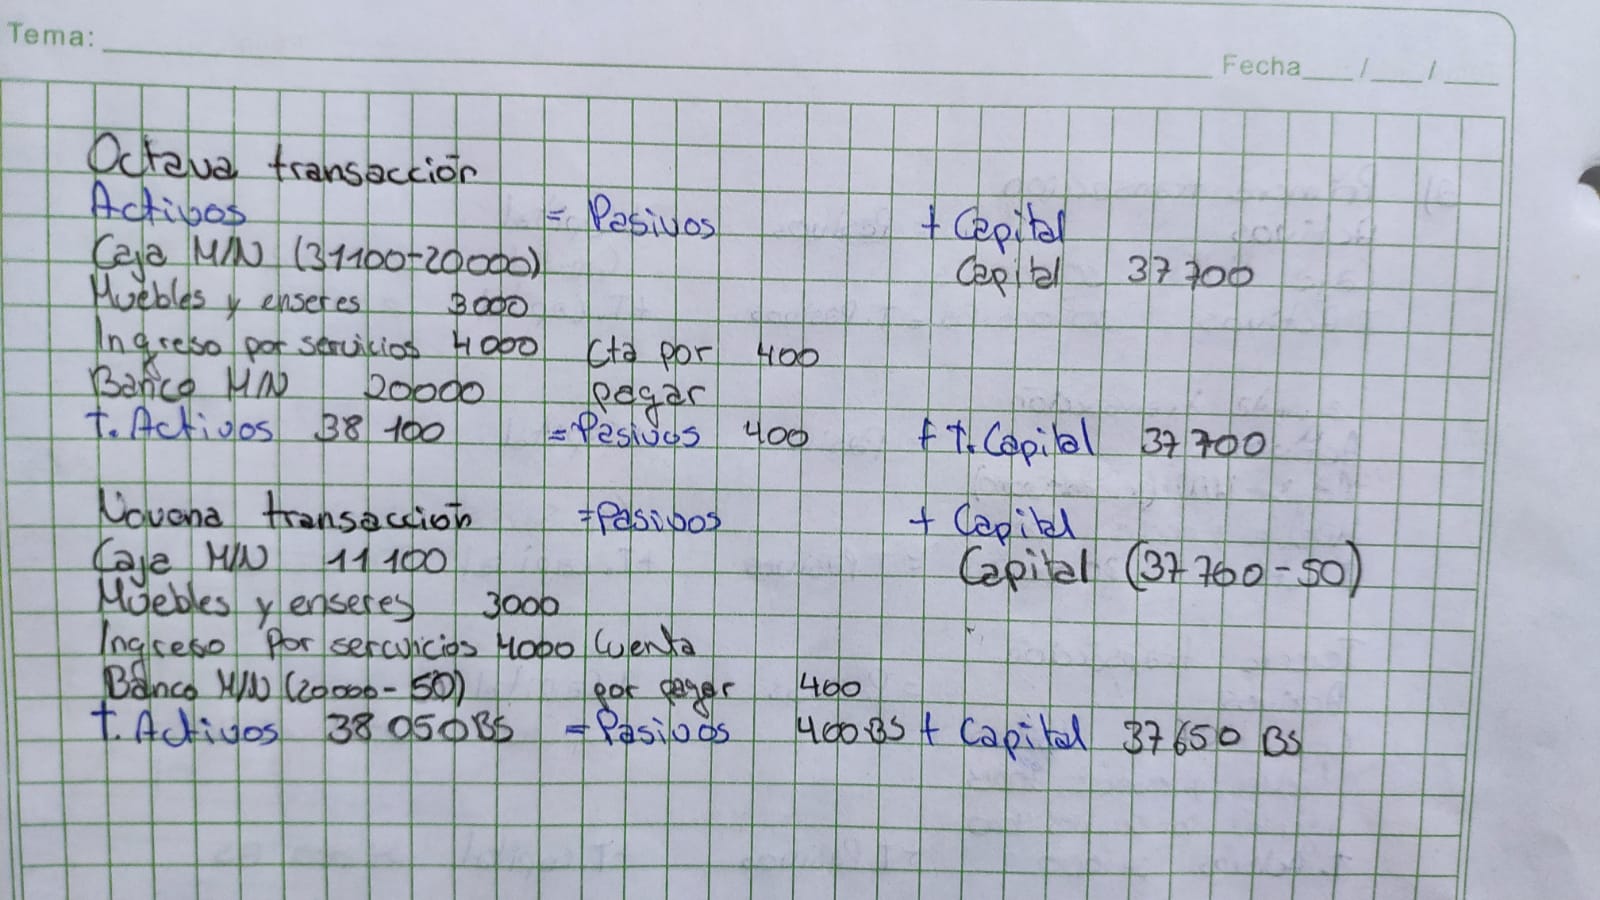 Tema:
Fecha / /
Octava transacción
Activos = Pasivos + Capital
Caja M/N (31100-20000) Capital 37 700
Muebles y enseres 3000
Ingreso por servicios 4000 Cta por 400
Banco M/N 20000 pagar
T. Activos 38 100 = Pasivos 400 + T. Capital 37 700
Novena transacción = Pasivos + Capital
Caja M/N 11 100 Capital (37 760-50)
Muebles y enseres 3000
Ingreso por servicios 4000 Cuenta
Banco M/N (20000-50) por pagar 400
T. Activos 38 050 BS = Pasivos 400 BS + Capital 37 650 BS